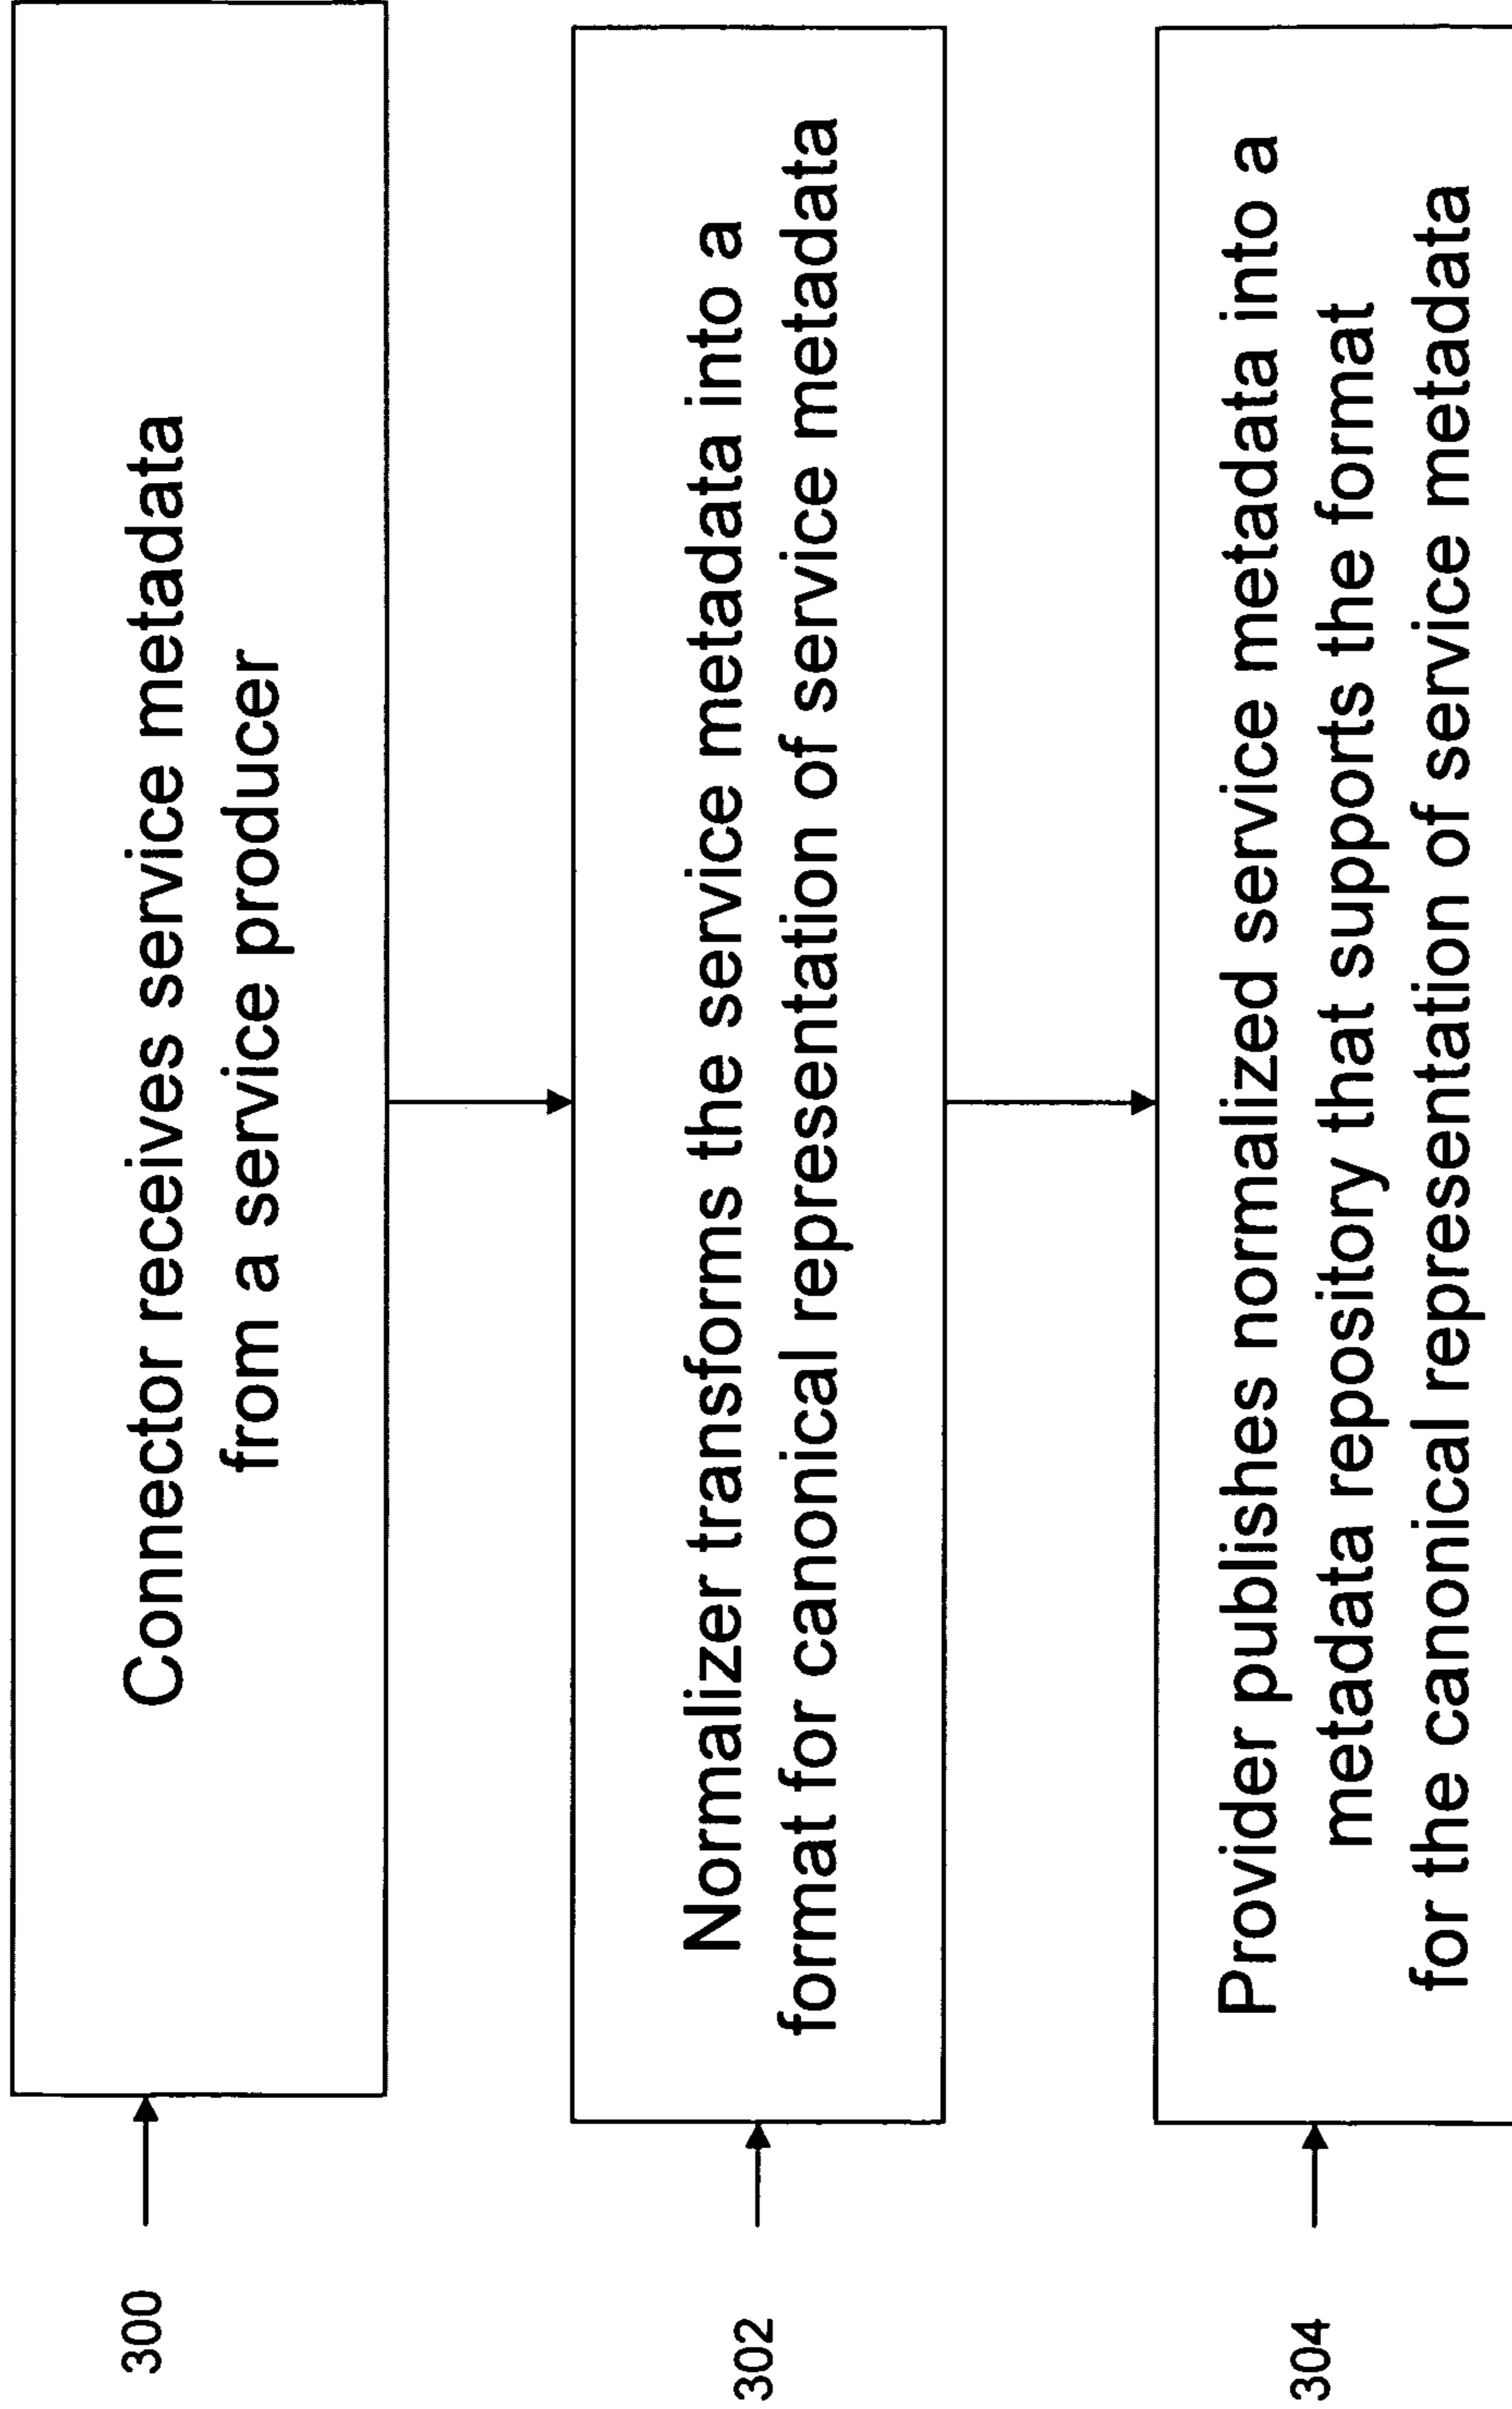 300
Connector receives service metadata
from a service producer
302
Normalizer transforms the service metadata into a
format for canonical representation of service metadata
304
Provider publishes normalized service metadata into a
metadata repository that supports the format
for the canonical representation of service metadata